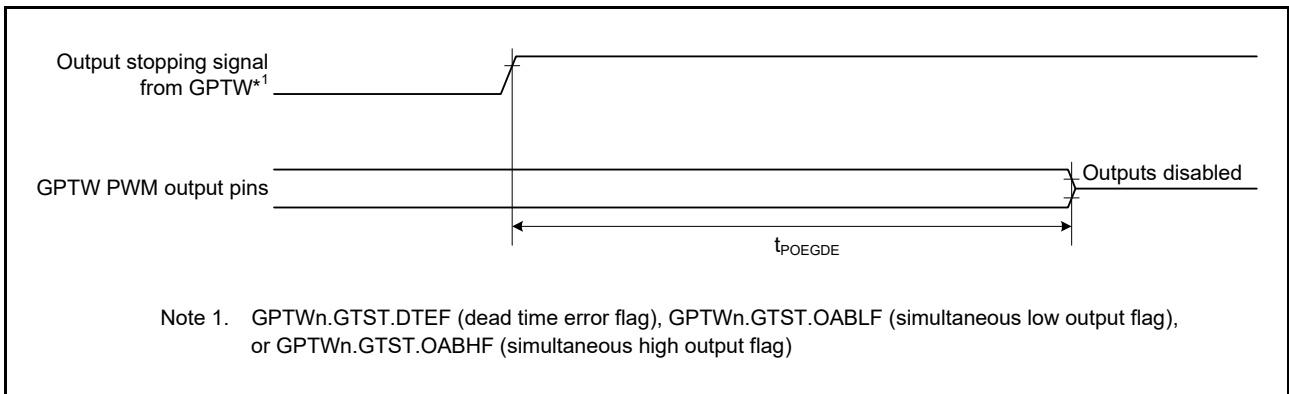 Output stopping signal
from GPTW*1
GPTW PWM output pins
Outputs disabled
tPOEGDE
Note 1. GPTWn.GTST.DTEF (dead time error flag), GPTWn.GTST.OABLF (simultaneous low output flag),
or GPTWn.GTST.OABHF (simultaneous high output flag)